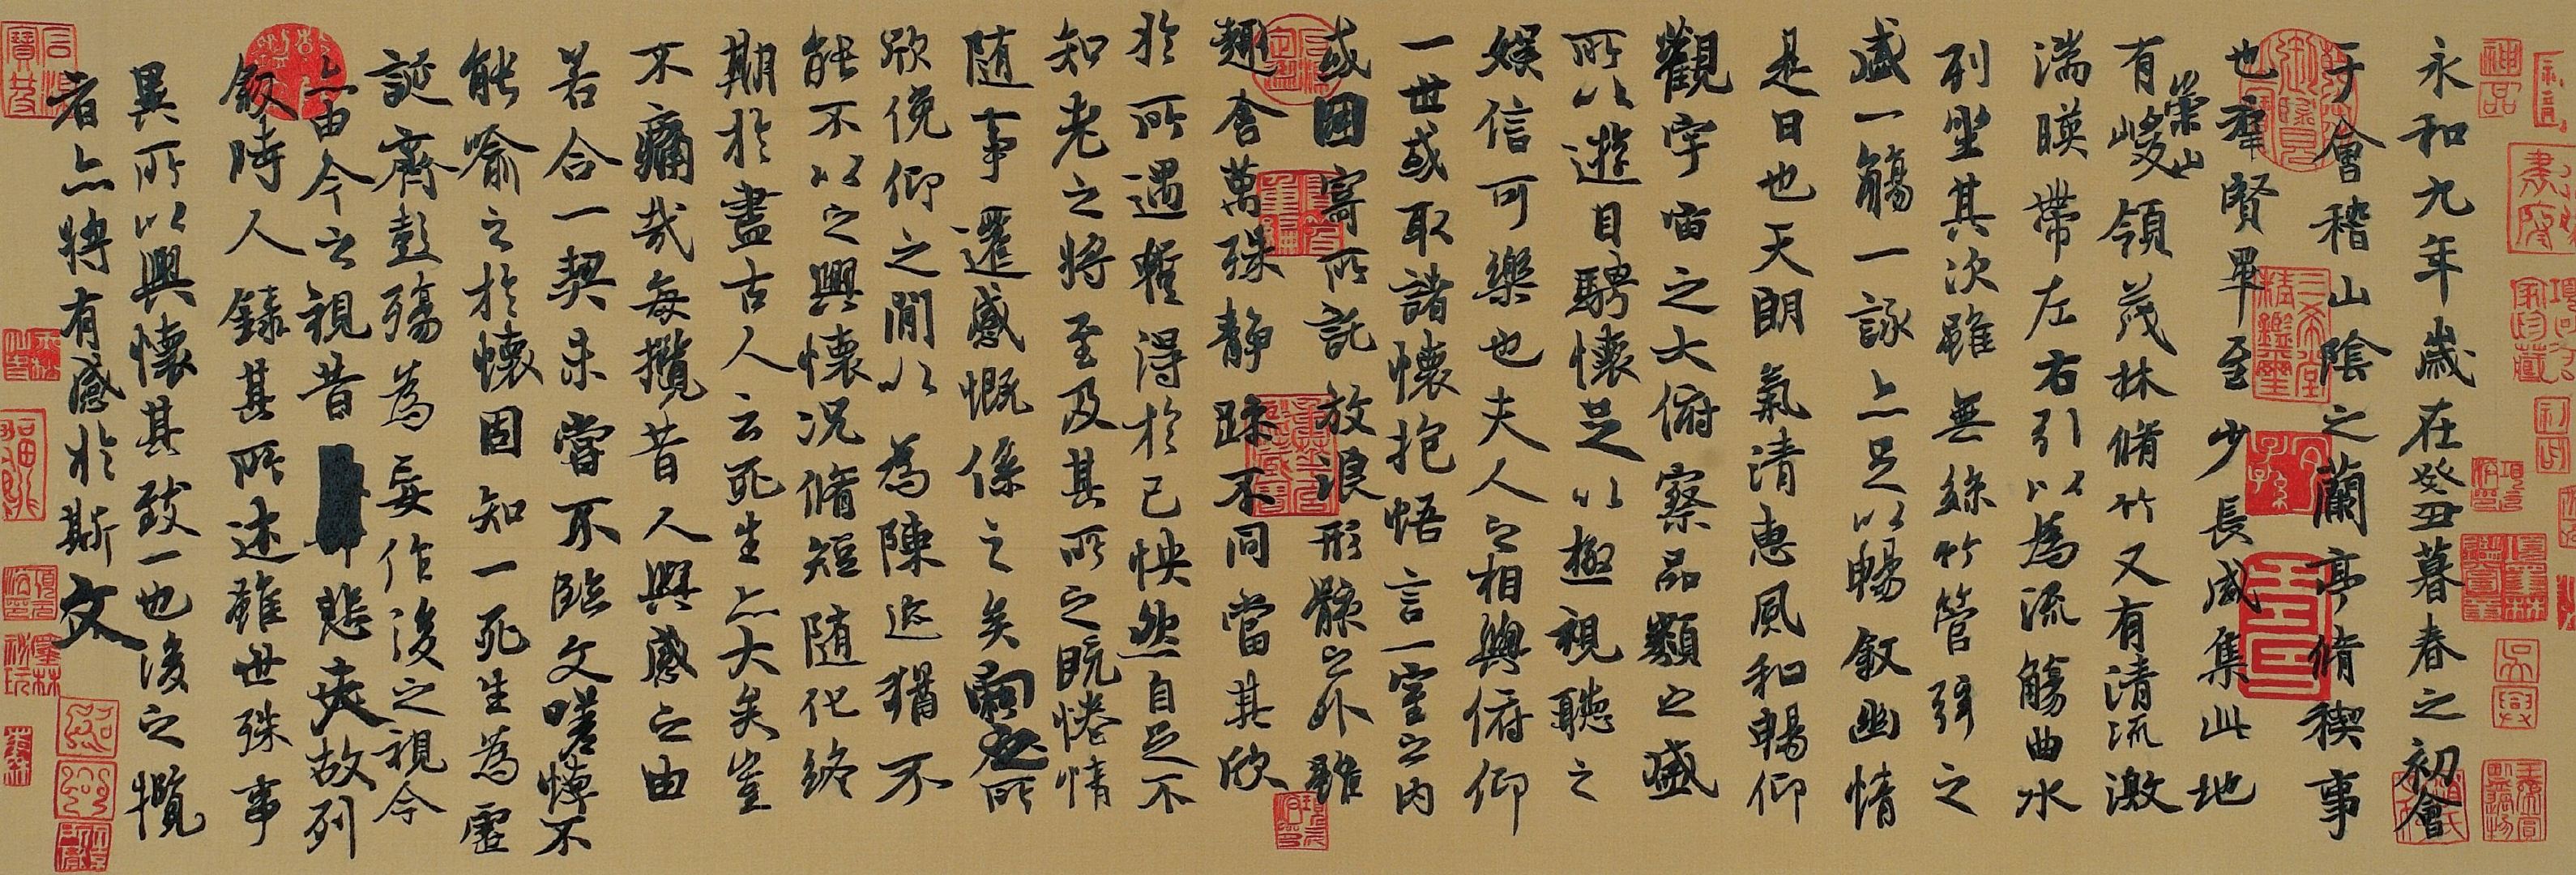 永和九年歲在癸丑暮春之初會
于會稽山陰之蘭亭脩稧事
也羣賢畢至少長咸集此地
有崇山峻領茂林脩竹又有清流激
湍暎帶左右引以為流觴曲水
列坐其次雖無絲竹管弦之
盛一觴一詠亦足以暢敘幽情
是日也天朗氣清惠風和暢仰
觀宇宙之大俯察品類之盛
所以遊目騁懷足以極視聽之
娛信可樂也夫人之相與俯仰
一世或取諸懷抱悟言一室之內
或因寄所託放浪形骸之外雖
趣舍萬殊靜躁不同當其欣
於所遇蹔得於己怏然自足不
知老之將至及其所之既惓情
随事遷感慨係之矣向之所
欣俛仰之閒以為陳迹猶不
能不以之興懷况脩短随化終
期於盡古人云死生亦大矣豈
不痛哉每攬昔人興感之由
若合一契未嘗不臨文嗟悼不
能喻之於懷固知一死生為虛
誕齊彭殤為妄作後之視今
亦由今之視昔悲夫故列
敘時人錄其所述雖世殊事
異所以興懷其致一也後之攬
者亦將有感於斯文
神品